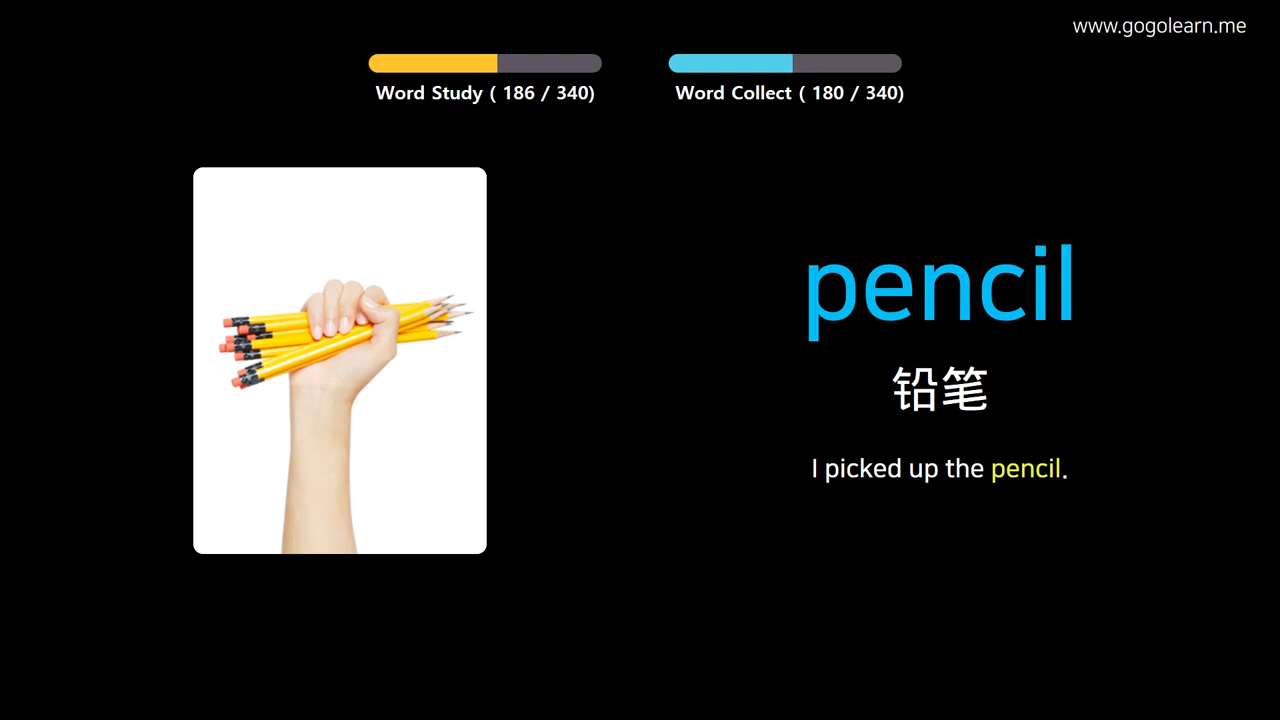 www.gogolearn.me
Word Study ( 186 / 340)
Word Collect ( 180 / 340)
pencil
铅笔
I picked up the pencil.